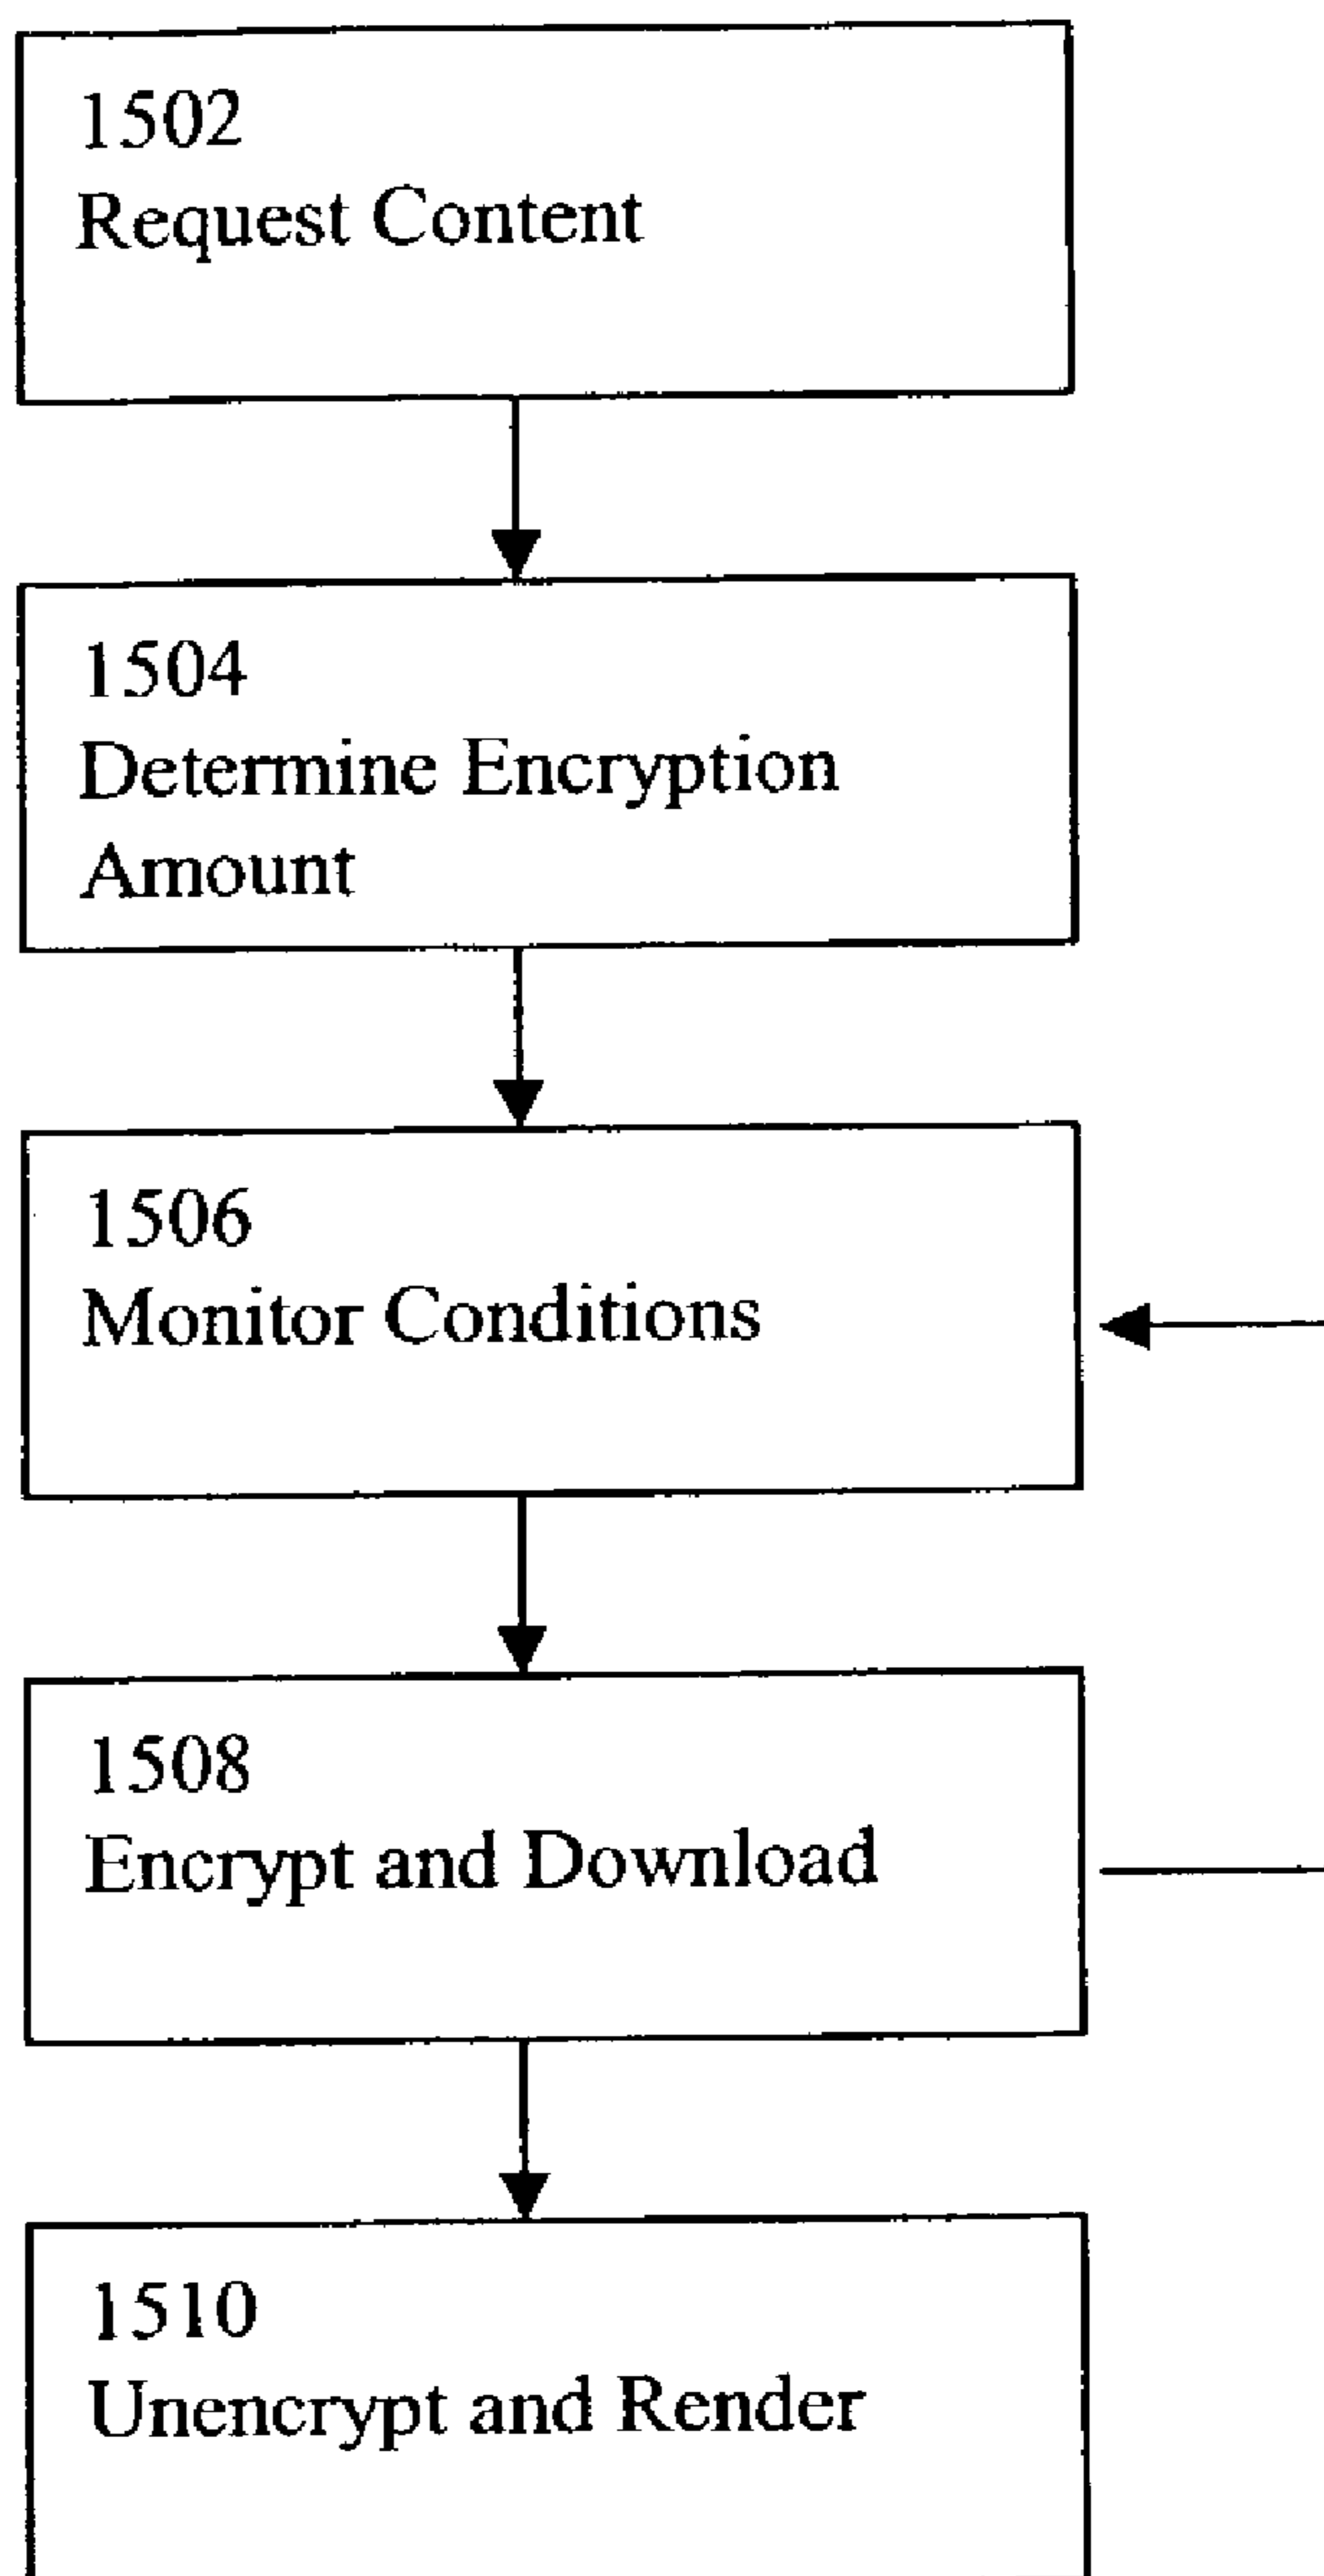 1502
Request Content
1504
Determine Encryption
Amount
1506
Monitor Conditions
1508
Encrypt and Download
1510
Unencrypt and Render